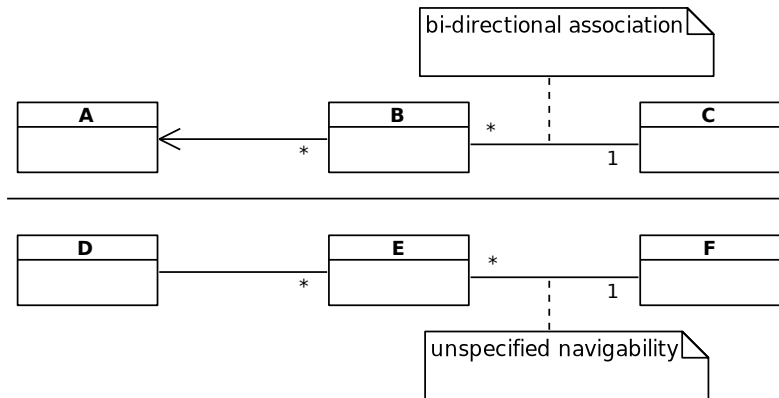 bi-directional association
A
B
C
*
*
1
D
E
F
*
*
1
unspecified navigability